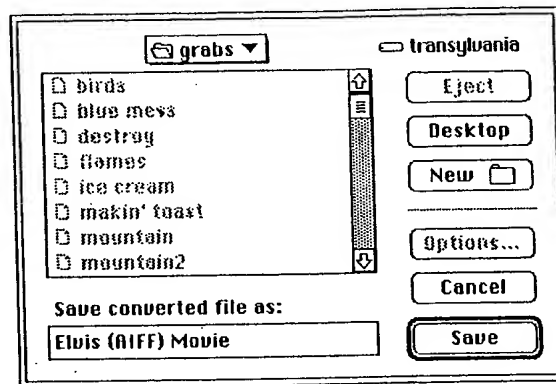 grabs
transylvania
birds
blue mess
destroy
flames
ice cream
makin' toast
mountain
mountain2
Eject
Desktop
New
Options...
Cancel
Save
Save converted file as:
Elvis (AIFF) Movie